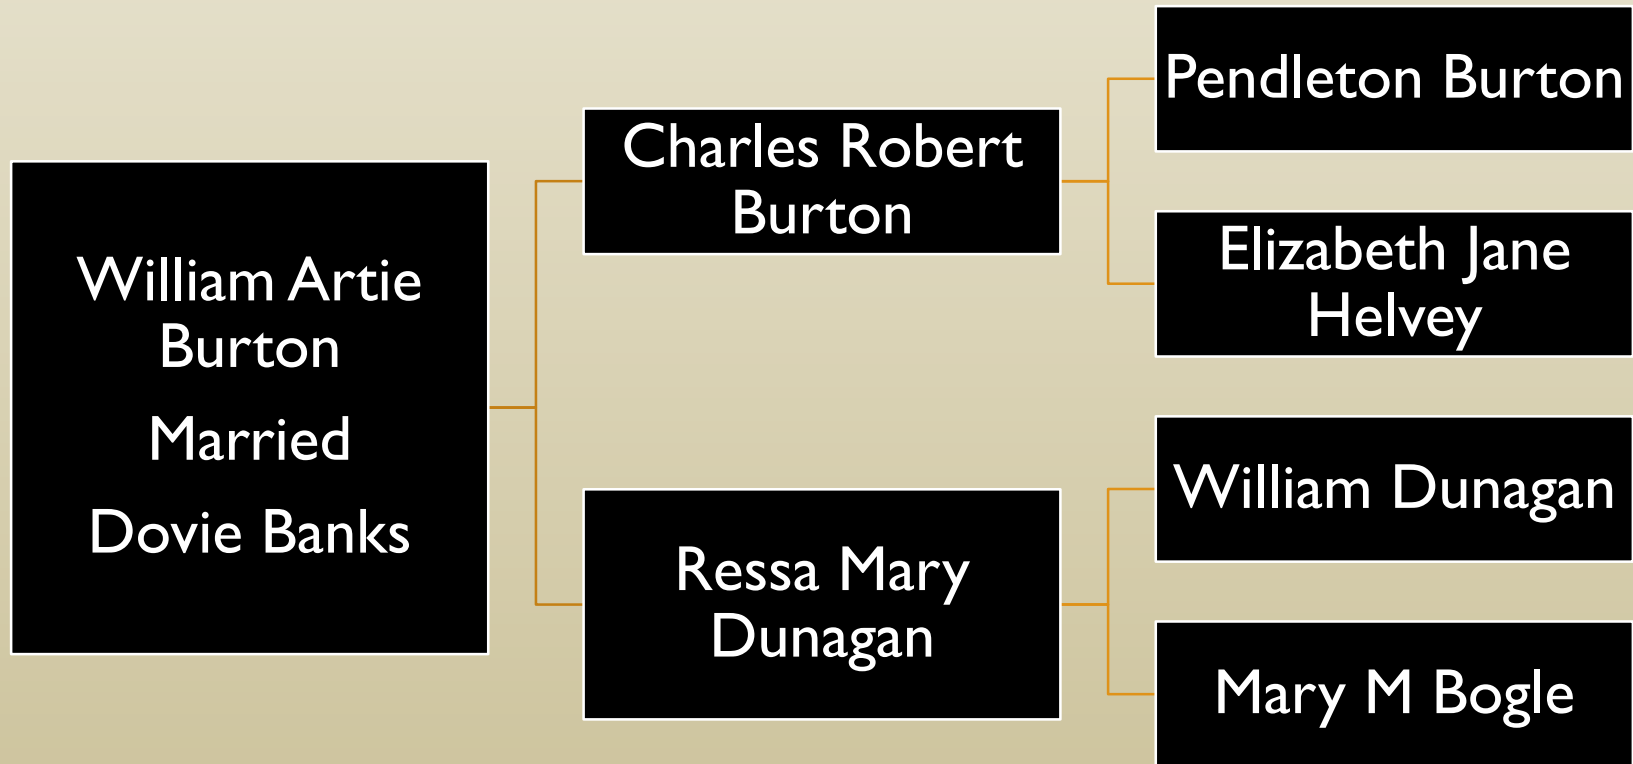 William Artie
Burton
Married
Dovie Banks
Charles Robert
Burton
Ressa Mary
Dunagan
Pendleton Burton
Elizabeth Jane
Helvey
William Dunagan
Mary M Bogle